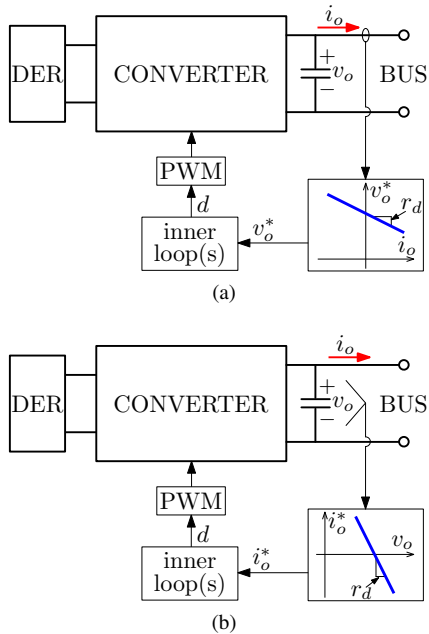 i_o
DER
CONVERTER
+
v_o
−
BUS
PWM
d
inner
loop(s)
v_o^*
v_o^*
r_d
i_o
(a)
i_o
DER
CONVERTER
+
v_o
−
BUS
PWM
d
inner
loop(s)
i_o^*
i_o^*
v_o
r_d
(b)